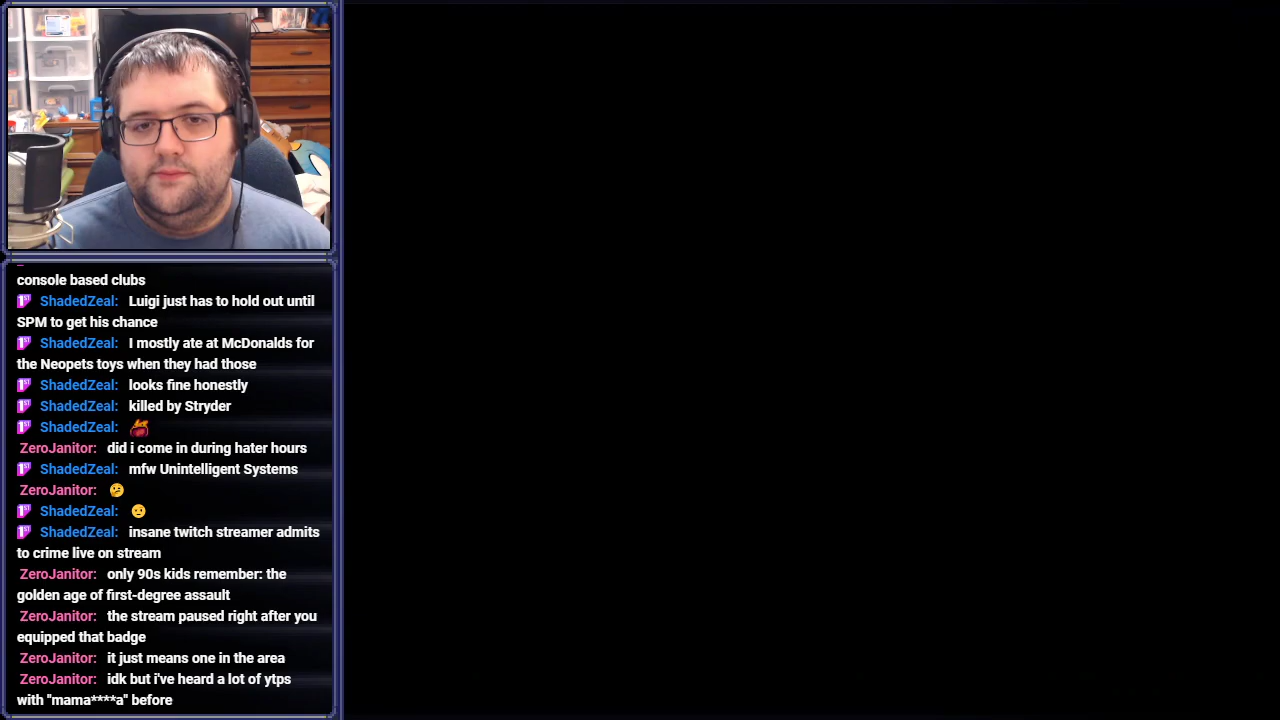 console based clubs
ShadedZeal: Luigi just has to hold out until
SPM to get his chance
ShadedZeal: I mostly ate at McDonalds for
the Neopets toys when they had those
ShadedZeal: looks fine honestly
ShadedZeal: killed by Stryder
ShadedZeal:
ZeroJanitor: did i come in during hater hours
ShadedZeal: mfw Unintelligent Systems
ZeroJanitor: 🤔
ShadedZeal: 😢
ShadedZeal: insane twitch streamer admits
to crime live on stream
ZeroJanitor: only 90s kids remember: the
golden age of first-degree assault
ZeroJanitor: the stream paused right after you
equipped that badge
ZeroJanitor: it just means one in the area
ZeroJanitor: idk but i've heard a lot of ytps
with "mama****a" before